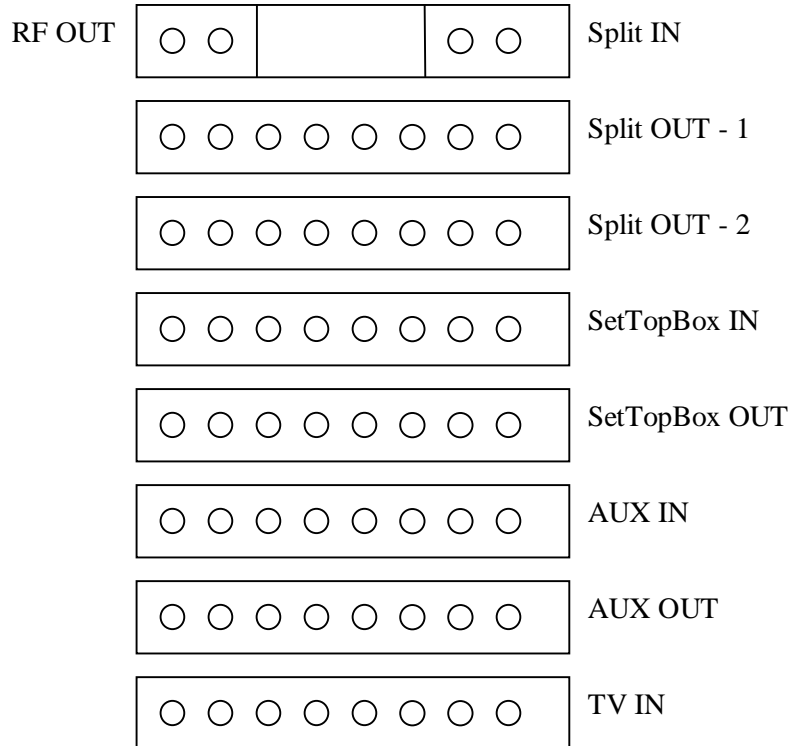 RF OUT
Split IN
Split OUT - 1
Split OUT - 2
SetTopBox IN
SetTopBox OUT
AUX IN
AUX OUT
TV IN